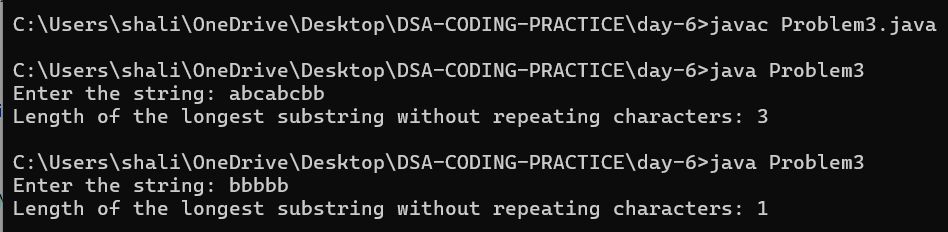 C:\Users\shali\OneDrive\Desktop\DSA-CODING-PRACTICE\day-6>javac Problem3.java
C:\Users\shali\OneDrive\Desktop\DSA-CODING-PRACTICE\day-6>java Problem3
Enter the string: abcabcbb
Length of the longest substring without repeating characters: 3
C:\Users\shali\OneDrive\Desktop\DSA-CODING-PRACTICE\day-6>java Problem3
Enter the string: bbbbb
Length of the longest substring without repeating characters: 1